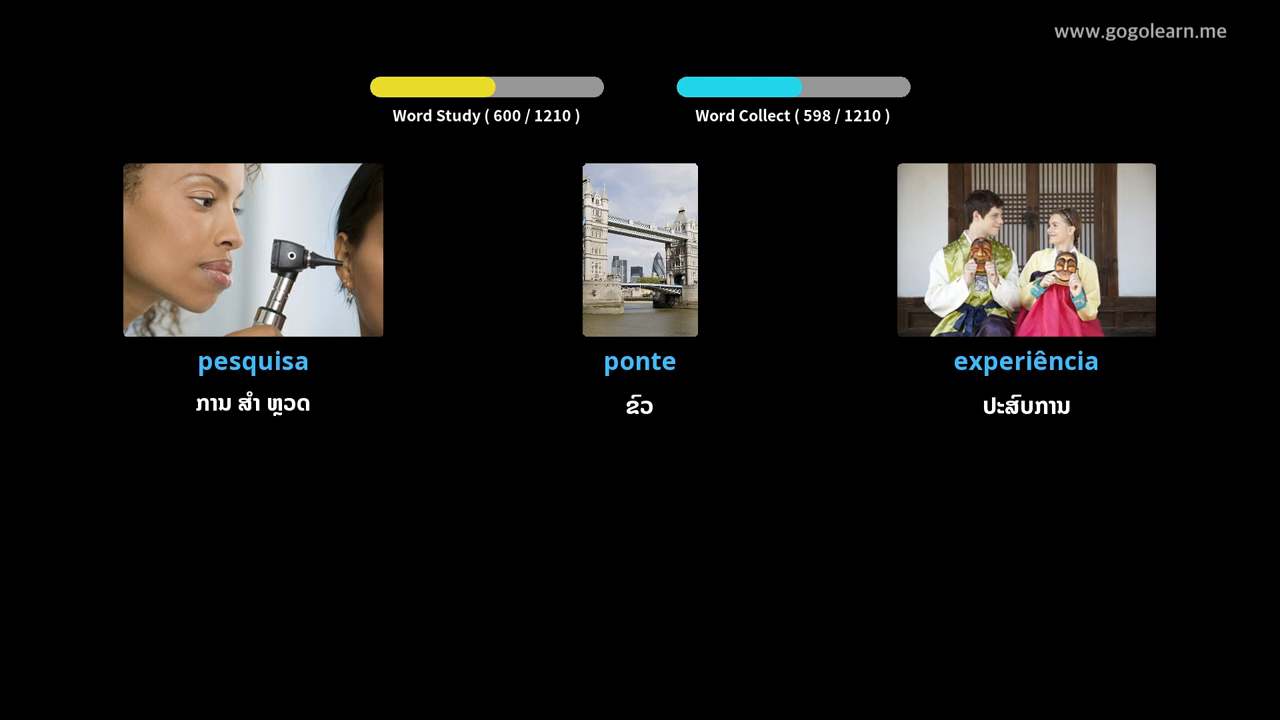 www.gogolearn.me
Word Study ( 600 / 1210 )
Word Collect ( 598 / 1210 )
pesquisa
ການ ສຳ ຫຼວດ
ponte
ຂົວ
experiência
ປະສົບການ